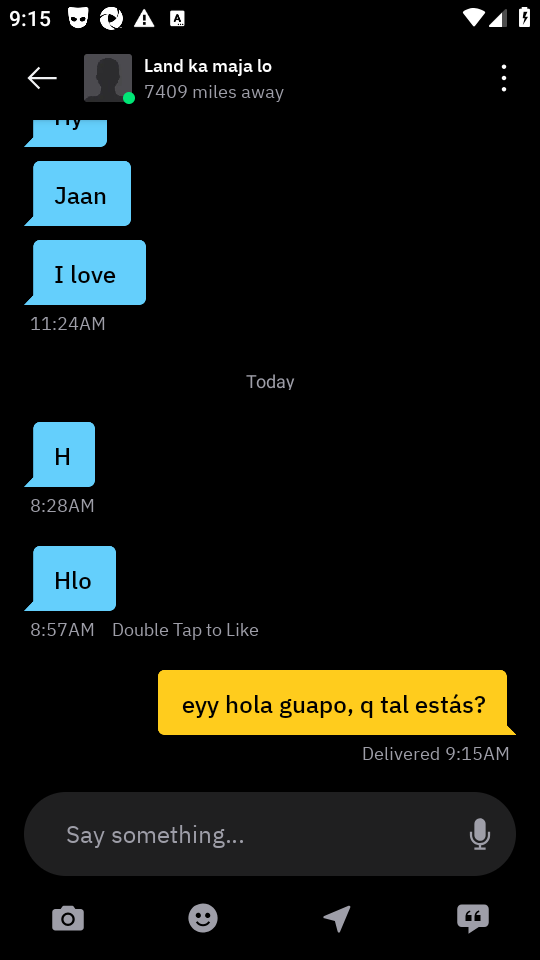 9:15
Land ka maja lo
7409 miles away
Hy
Jaan
I love
11:24AM
Today
H
8:28AM
Hlo
8:57AM Double Tap to Like
eyy hola guapo, q tal estás?
Delivered 9:15AM
Say something...